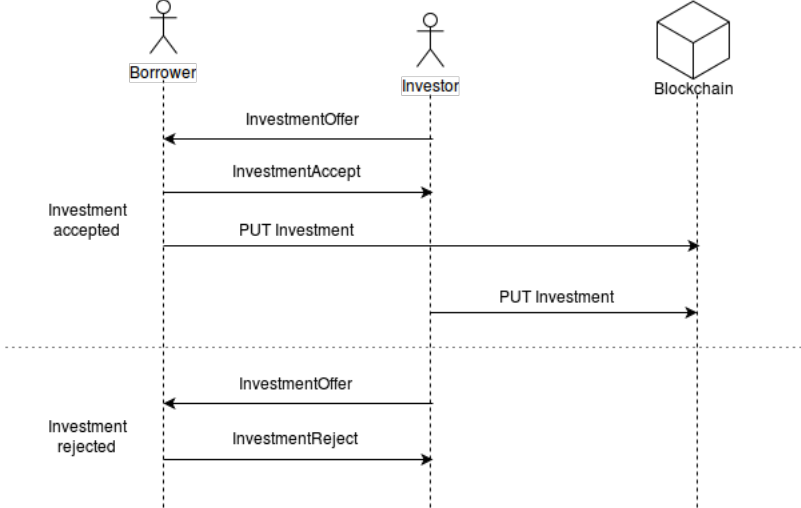 Borrower
Investor
Blockchain
InvestmentOffer
InvestmentAccept
Investment
accepted
PUT Investment
PUT Investment
InvestmentOffer
Investment
rejected
InvestmentReject